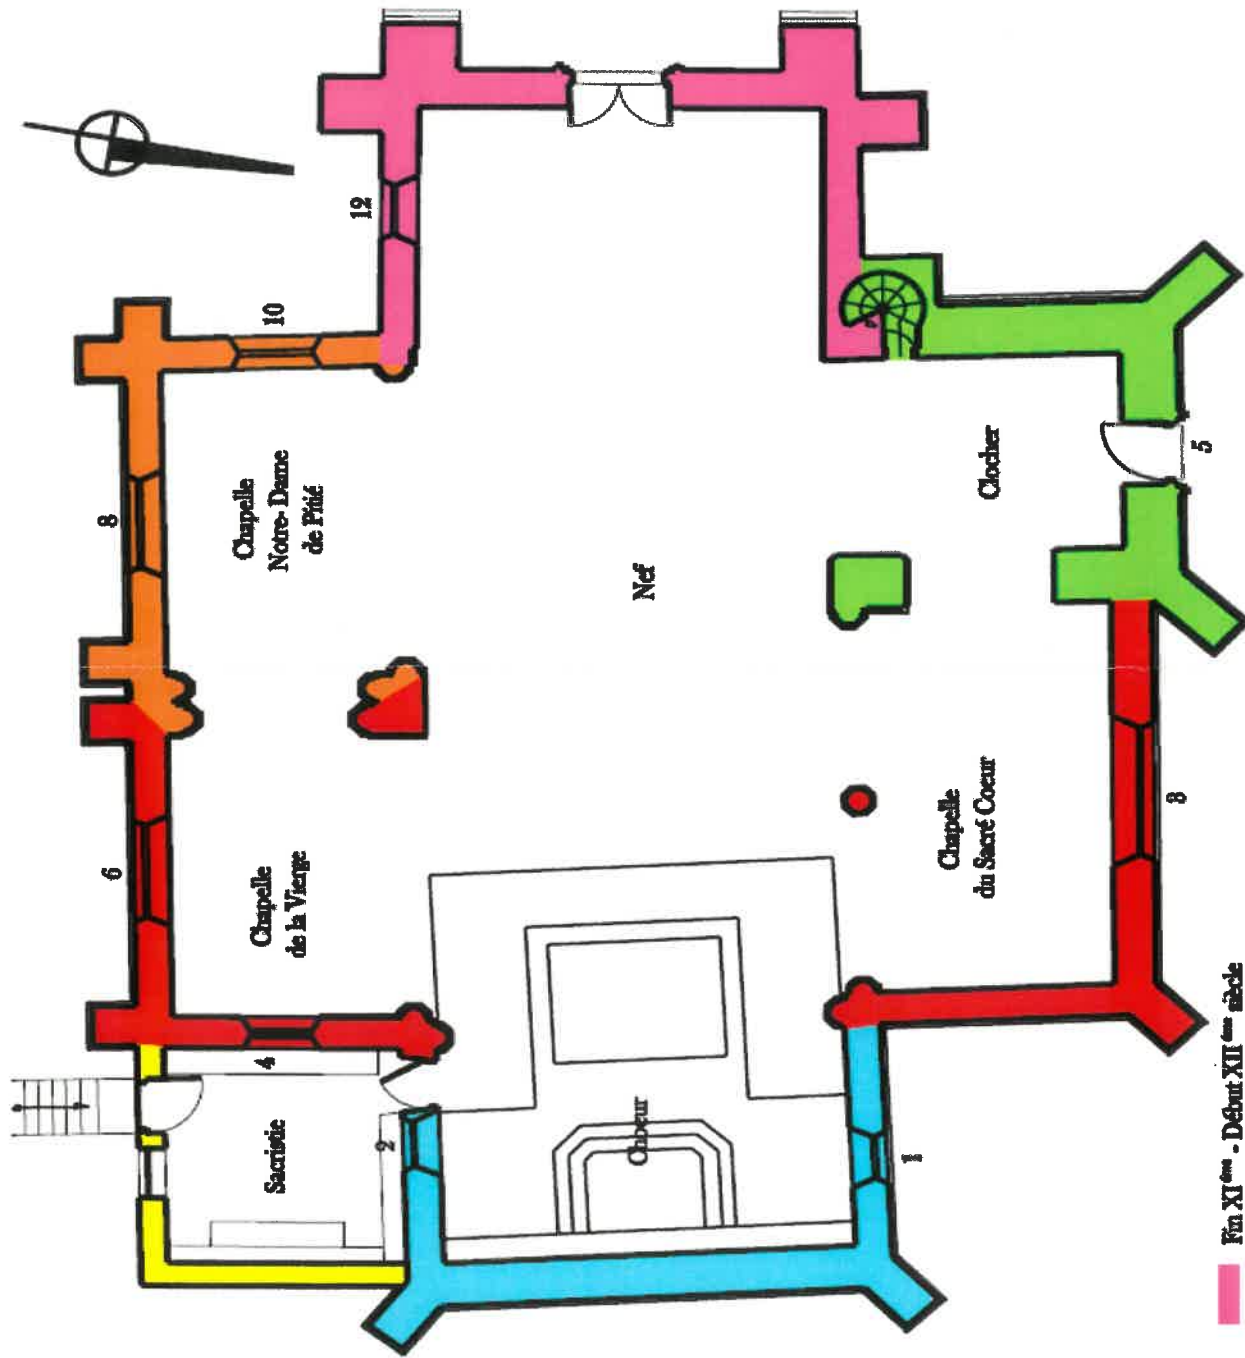 12
10
8
Chapelle
Notre-Dame
de Pitié
6
Chapelle
de la Vierge
4
Sacristie
2
Nef
Clocher
5
Chapelle
du Sacré Coeur
3
Choeur
1
Fin XIème - Début XIIème siècle